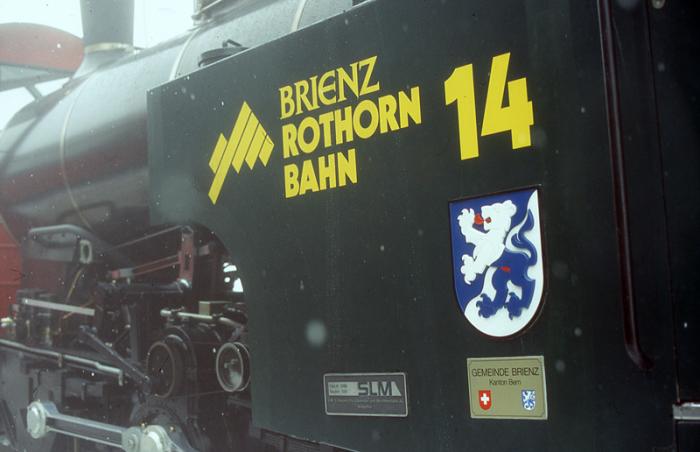 BRIENZ
ROTHORN
BAHN
14
SLM
GEMEINDE BRIENZ
Kanton Bern